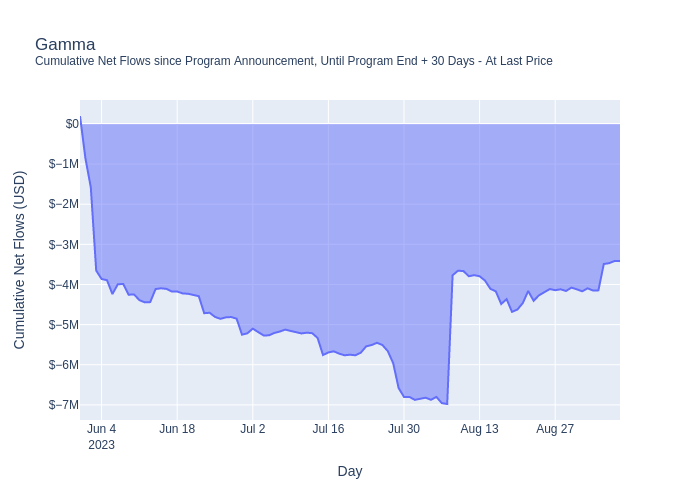 Gamma
Cumulative Net Flows since Program Announcement, Until Program End + 30 Days - At Last Price
Cumulative Net Flows (USD)
$0
$−1M
$−2M
$−3M
$−4M
$−5M
$−6M
$−7M
Jun 4
2023
Jun 18
Jul 2
Jul 16
Jul 30
Aug 13
Aug 27
Day